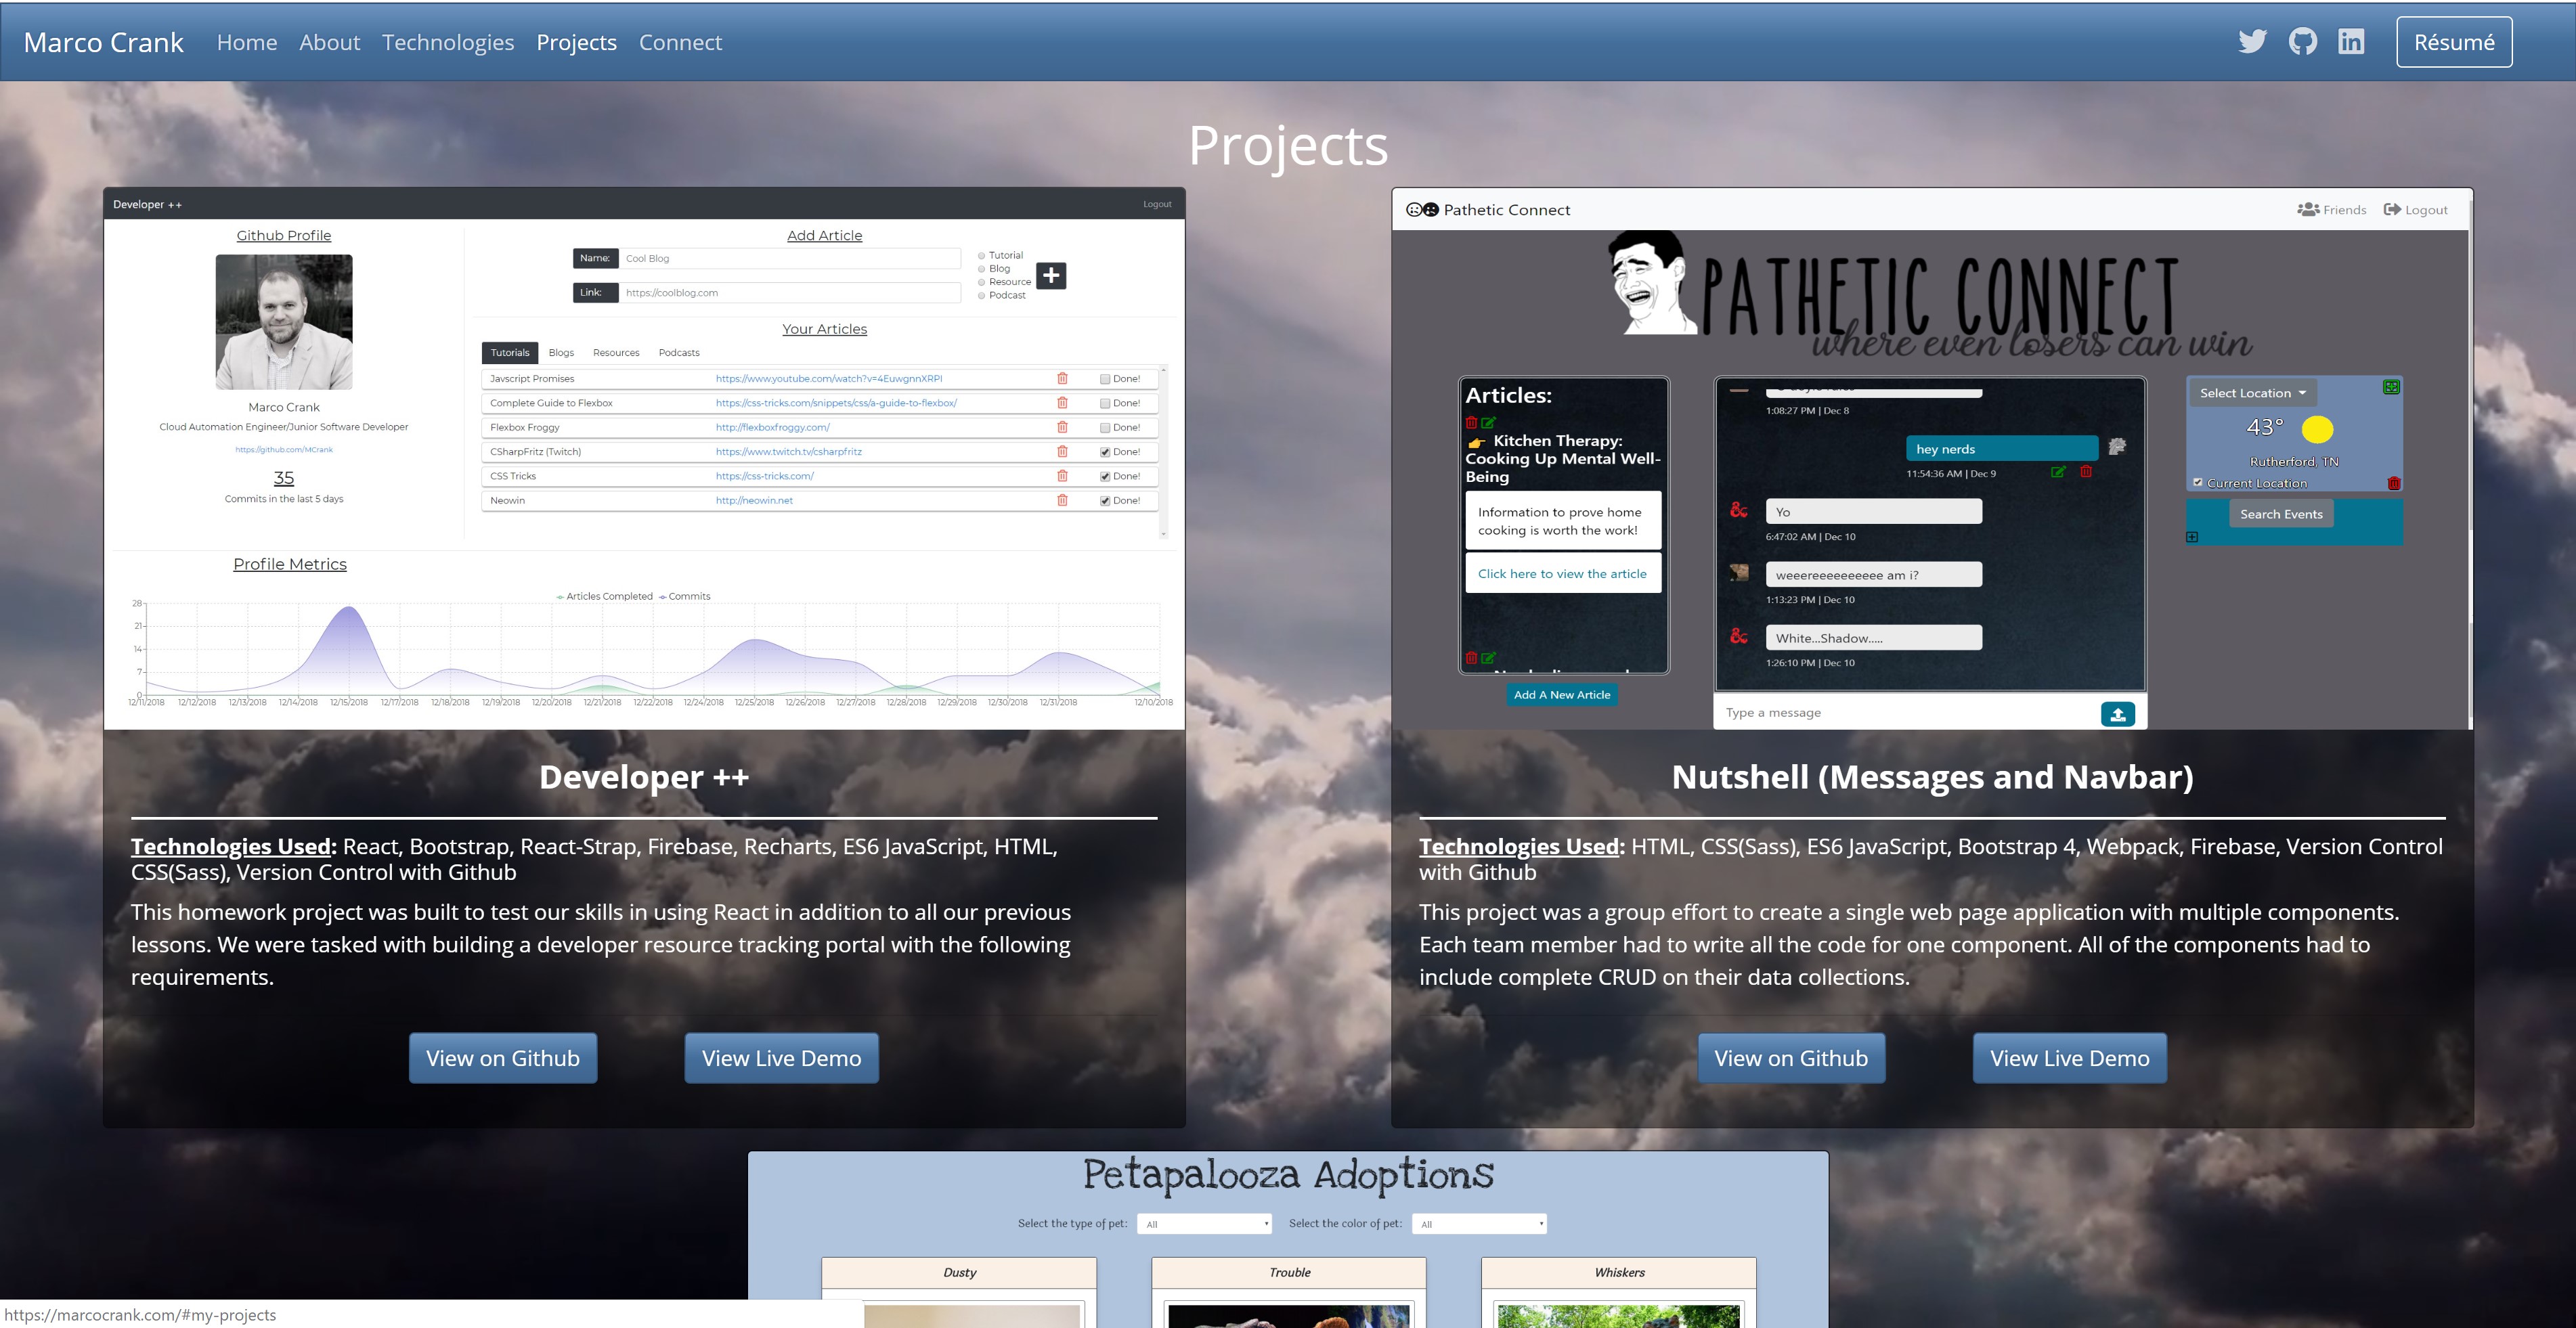 Marco Crank Home About Technologies Projects Connect Résumé
Projects
Developer ++ Logout
Github Profile
Marco Crank
Cloud Automation Engineer/Junior Software Developer
https://github.com/MCrank
35
Commits in the last 5 days
Add Article
Name: Cool Blog
Link: https://coolblog.com
Tutorial
Blog
Resource
Podcast
Your Articles
Tutorials Blogs Resources Podcasts
Javscript Promises https://www.youtube.com/watch?v=4EuwgnnXRPI Done!
Complete Guide to Flexbox https://css-tricks.com/snippets/css/a-guide-to-flexbox/ Done!
Flexbox Froggy http://flexboxfroggy.com/ Done!
CSharpFritz (Twitch) https://www.twitch.tv/csharpfritz Done!
CSS Tricks https://css-tricks.com/ Done!
Neowin http://neowin.net Done!
Profile Metrics
Articles Completed Commits
28
21
14
7
0
12/11/2018 12/12/2018 12/13/2018 12/14/2018 12/15/2018 12/17/2018 12/18/2018 12/19/2018 12/20/2018 12/21/2018 12/22/2018 12/24/2018 12/25/2018 12/26/2018 12/27/2018 12/28/2018 12/29/2018 12/30/2018 12/31/2018 12/10/2018
Developer ++
Technologies Used: React, Bootstrap, React-Strap, Firebase, Recharts, ES6 JavaScript, HTML,
CSS(Sass), Version Control with Github
This homework project was built to test our skills in using React in addition to all our previous
lessons. We were tasked with building a developer resource tracking portal with the following
requirements.
View on Github View Live Demo
Pathetic Connect Friends Logout
PATHETIC CONNECT
where even losers can win
Articles:
Kitchen Therapy:
Cooking Up Mental Well-
Being
Information to prove home
cooking is worth the work!
Click here to view the article
Add A New Article
1:08:27 PM | Dec 8
hey nerds
11:54:36 AM | Dec 9
Yo
6:47:02 AM | Dec 10
weeereeeeeeeeee am i?
1:13:23 PM | Dec 10
White...Shadow.....
1:26:10 PM | Dec 10
Type a message
Select Location
43°
Rutherford, TN
Current Location
Search Events
Nutshell (Messages and Navbar)
Technologies Used: HTML, CSS(Sass), ES6 JavaScript, Bootstrap 4, Webpack, Firebase, Version Control
with Github
This project was a group effort to create a single web page application with multiple components.
Each team member had to write all the code for one component. All of the components had to
include complete CRUD on their data collections.
View on Github View Live Demo
Petapalooza Adoptions
Select the type of pet: All Select the color of pet: All
Dusty Trouble Whiskers
https://marcocrank.com/#my-projects